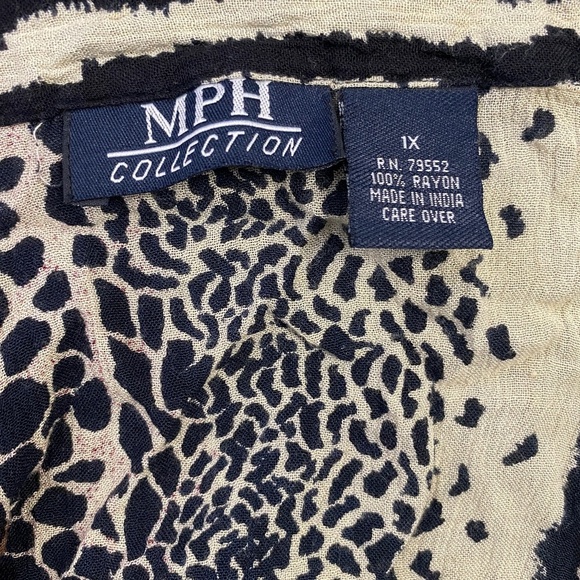 MPH
COLLECTION
1X
R.N. 79552
100% RAYON
MADE IN INDIA
CARE OVER